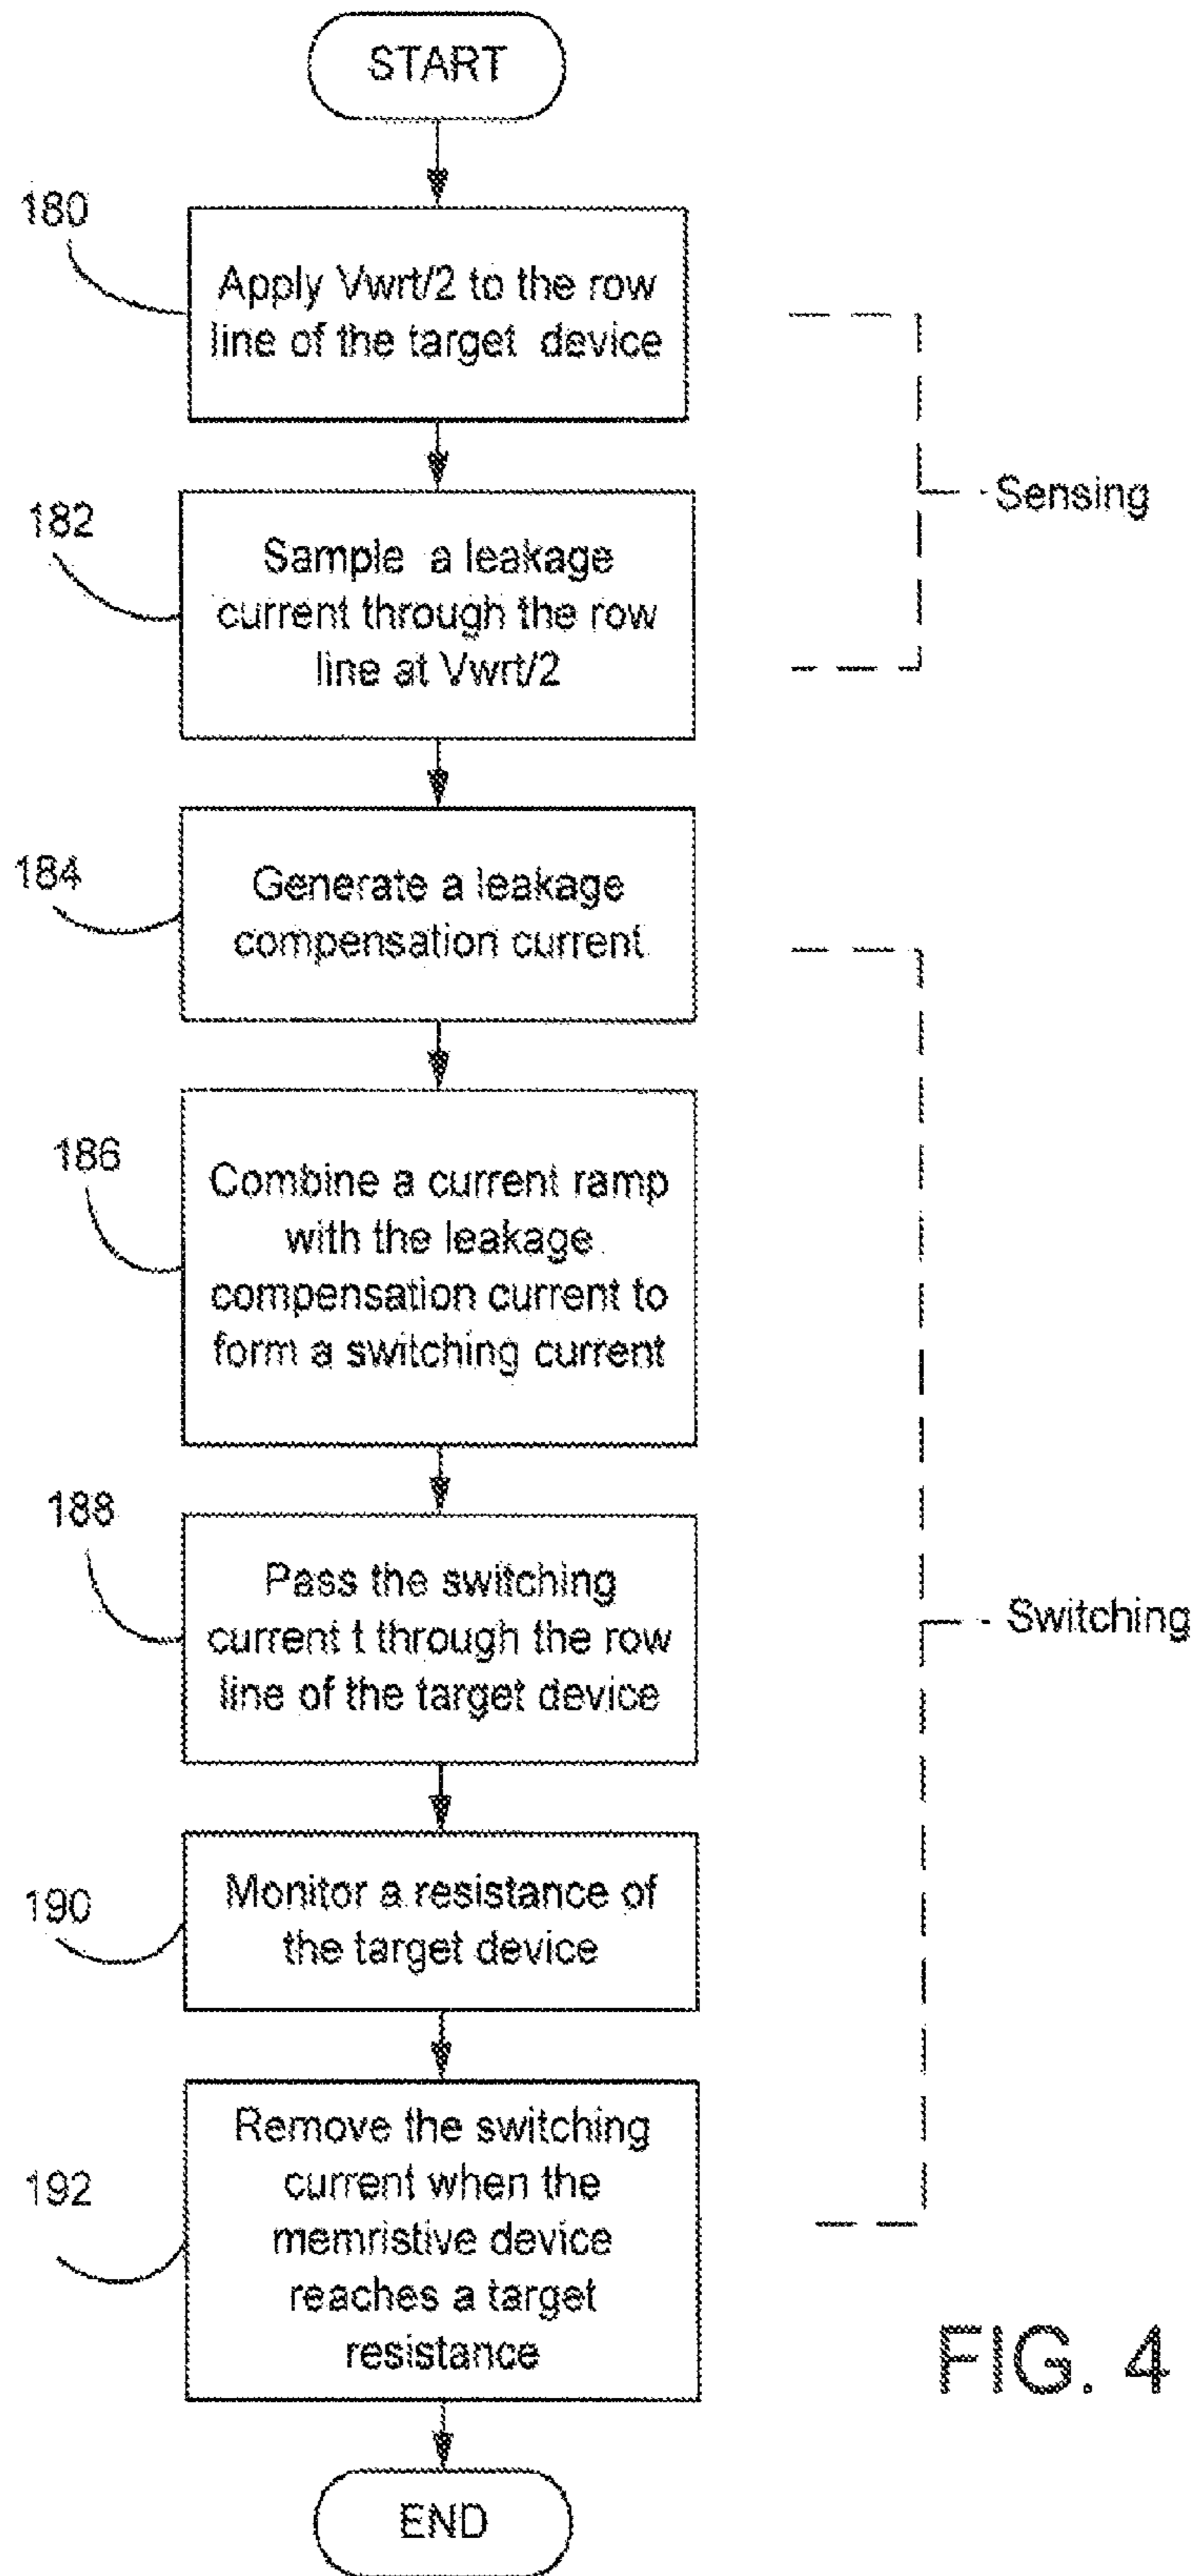 START
180
Apply Vwrt/2 to the row
line of the target device
182
Sample a leakage
current through the row
line at Vwrt/2
Sensing
184
Generate a leakage
compensation current
186
Combine a current ramp
with the leakage
compensation current to
form a switching current
188
Pass the switching
current t through the row
line of the target device
Switching
190
Monitor a resistance of
the target device
192
Remove the switching
current when the
memristive device
reaches a target
resistance
FIG. 4
END